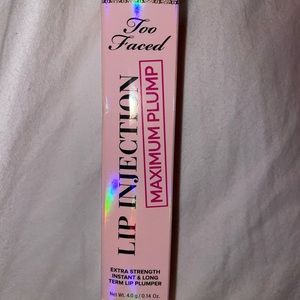 Too
Faced
LIP INJECTION
MAXIMUM PLUMP
EXTRA STRENGTH
INSTANT & LONG
TERM LIP PLUMPER
Net Wt. 4.0 g / 0.14 Oz.